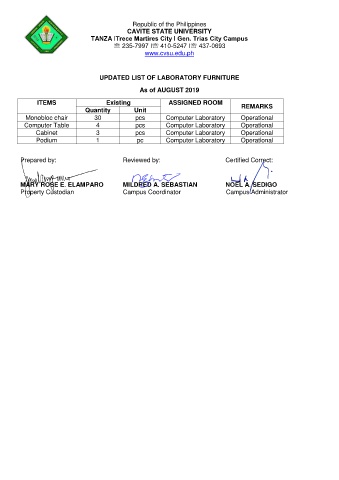 Republic of the Philippines
CAVITE STATE UNIVERSITY
TANZA |Trece Martires City I Gen. Trias City Campus
☏ 235-7997 I☏ 410-5247 I☏ 437-0693
www.cvsu.edu.ph
UPDATED LIST OF LABORATORY FURNITURE
As of AUGUST 2019
ITEMS Existing ASSIGNED ROOM REMARKS
Quantity Unit
Monobloc chair 30 pcs Computer Laboratory Operational
Computer Table 4 pcs Computer Laboratory Operational
Cabinet 3 pcs Computer Laboratory Operational
Podium 1 pc Computer Laboratory Operational
Prepared by: Reviewed by: Certified Correct:
MARY ROSE E. ELAMPARO MILDRED A. SEBASTIAN NOEL A. SEDIGO
Property Custodian Campus Coordinator Campus Administrator